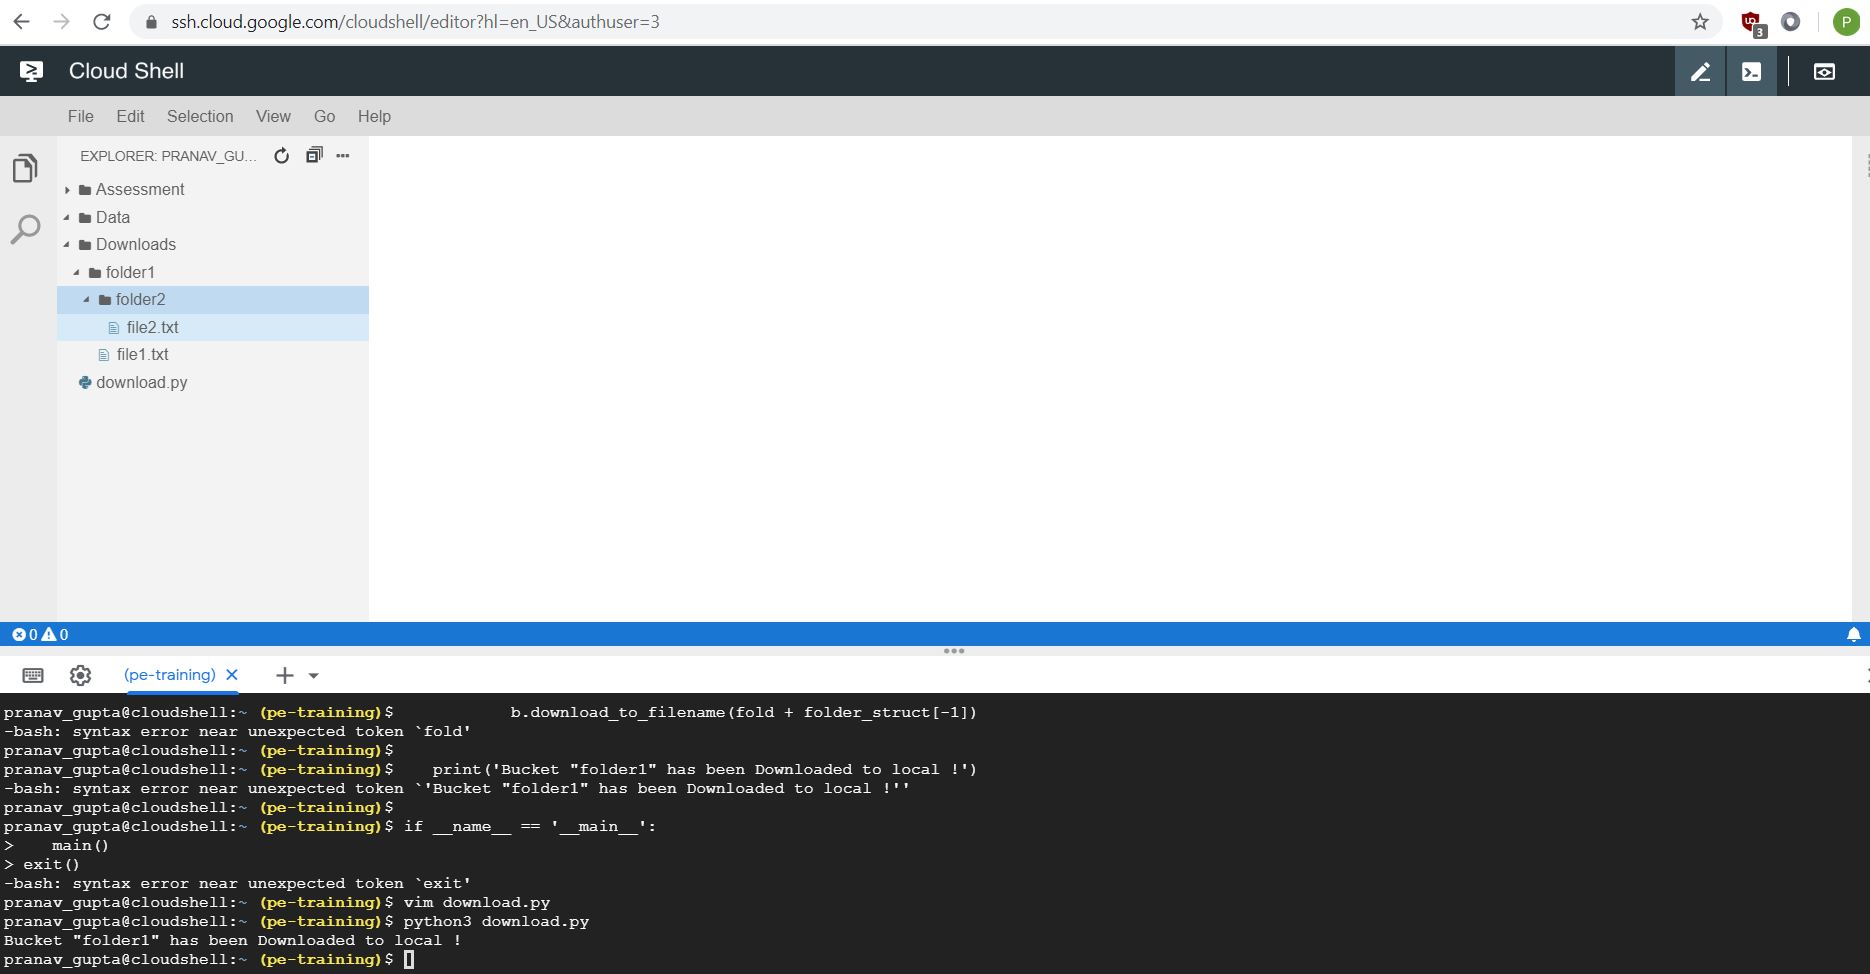 ssh.cloud.google.com/cloudshell/editor?hl=en_US&authuser=3
3
P
Cloud Shell
File Edit Selection View Go Help
EXPLORER: PRANAV_GU...
Assessment
Data
Downloads
folder1
folder2
file2.txt
file1.txt
download.py
0 0
(pe-training)
pranav_gupta@cloudshell:~ (pe-training)$            b.download_to_filename(fold + folder_struct[-1])
-bash: syntax error near unexpected token `fold'
pranav_gupta@cloudshell:~ (pe-training)$
pranav_gupta@cloudshell:~ (pe-training)$    print('Bucket "folder1" has been Downloaded to local !')
-bash: syntax error near unexpected token `'Bucket "folder1" has been Downloaded to local !''
pranav_gupta@cloudshell:~ (pe-training)$
pranav_gupta@cloudshell:~ (pe-training)$ if __name__ == '__main__':
>    main()
> exit()
-bash: syntax error near unexpected token `exit'
pranav_gupta@cloudshell:~ (pe-training)$ vim download.py
pranav_gupta@cloudshell:~ (pe-training)$ python3 download.py
Bucket "folder1" has been Downloaded to local !
pranav_gupta@cloudshell:~ (pe-training)$